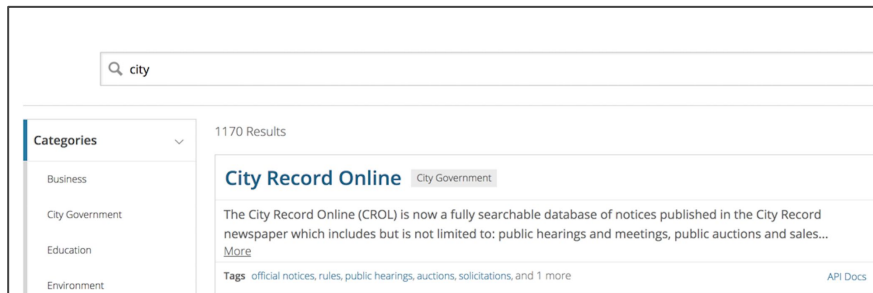 city
Categories
Business
City Government
Education
Environment
1170 Results
City Record Online City Government
The City Record Online (CROL) is now a fully searchable database of notices published in the City Record
newspaper which includes but is not limited to: public hearings and meetings, public auctions and sales...
More
Tags official notices, rules, public hearings, auctions, solicitations, and 1 more
API Docs